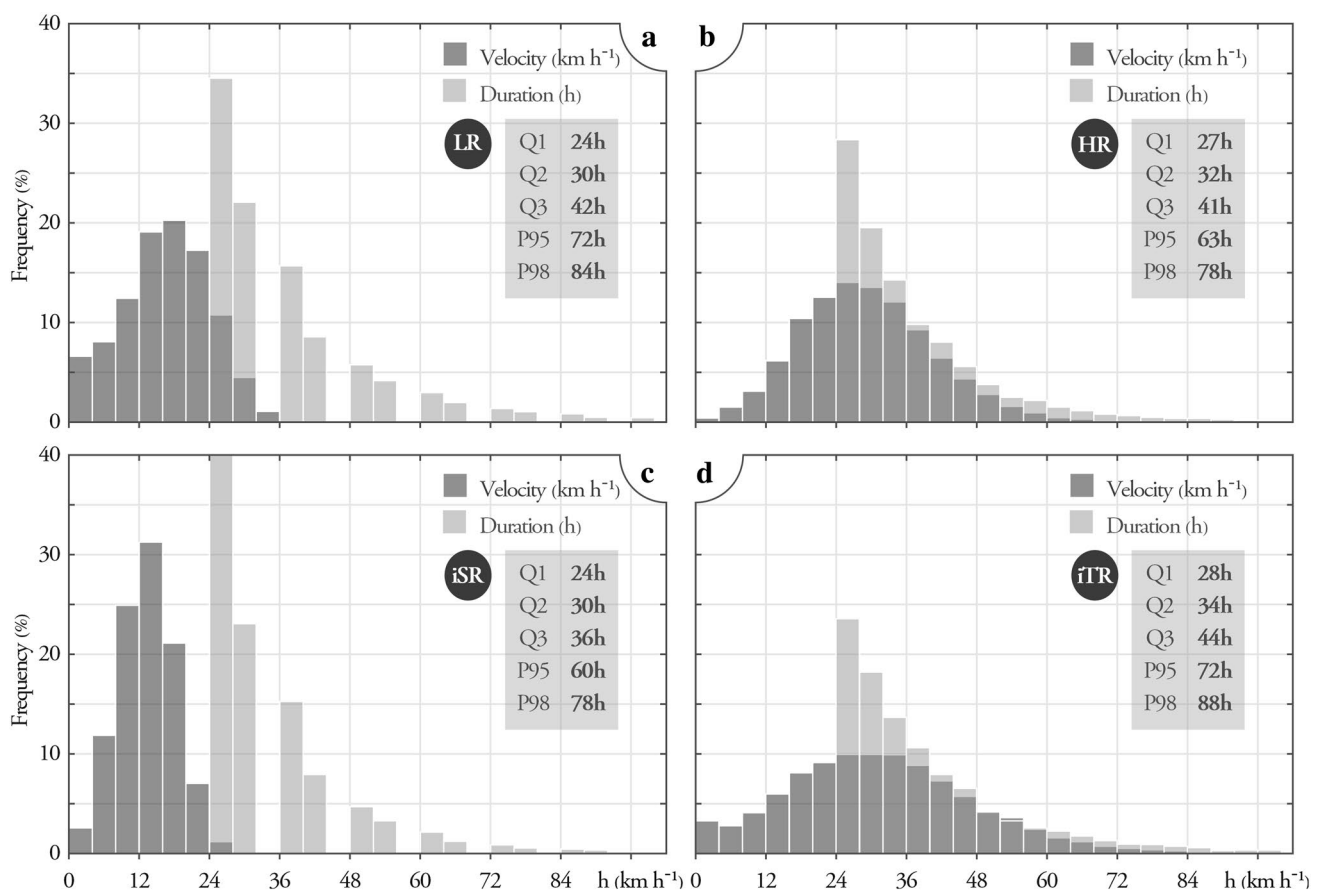 40
30
20
10
0
Frequency (%)
a
Velocity (km h⁻¹)
Duration (h)
LR
Q1 24h
Q2 30h
Q3 42h
P95 72h
P98 84h
b
Velocity (km h⁻¹)
Duration (h)
HR
Q1 27h
Q2 32h
Q3 41h
P95 63h
P98 78h
40
30
20
10
0
Frequency (%)
c
Velocity (km h⁻¹)
Duration (h)
iSR
Q1 24h
Q2 30h
Q3 36h
P95 60h
P98 78h
d
Velocity (km h⁻¹)
Duration (h)
iTR
Q1 28h
Q2 34h
Q3 44h
P95 72h
P98 88h
0 12 24 36 48 60 72 84 h (km h⁻¹) 0 12 24 36 48 60 72 84 h (km h⁻¹)